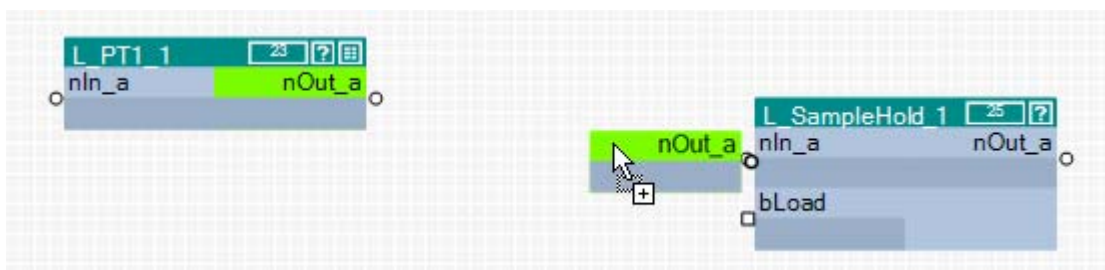 L_PT1_1 23 ?
nIn_a nOut_a
L_SampleHold_1 25 ?
nOut_a nIn_a nOut_a
bLoad